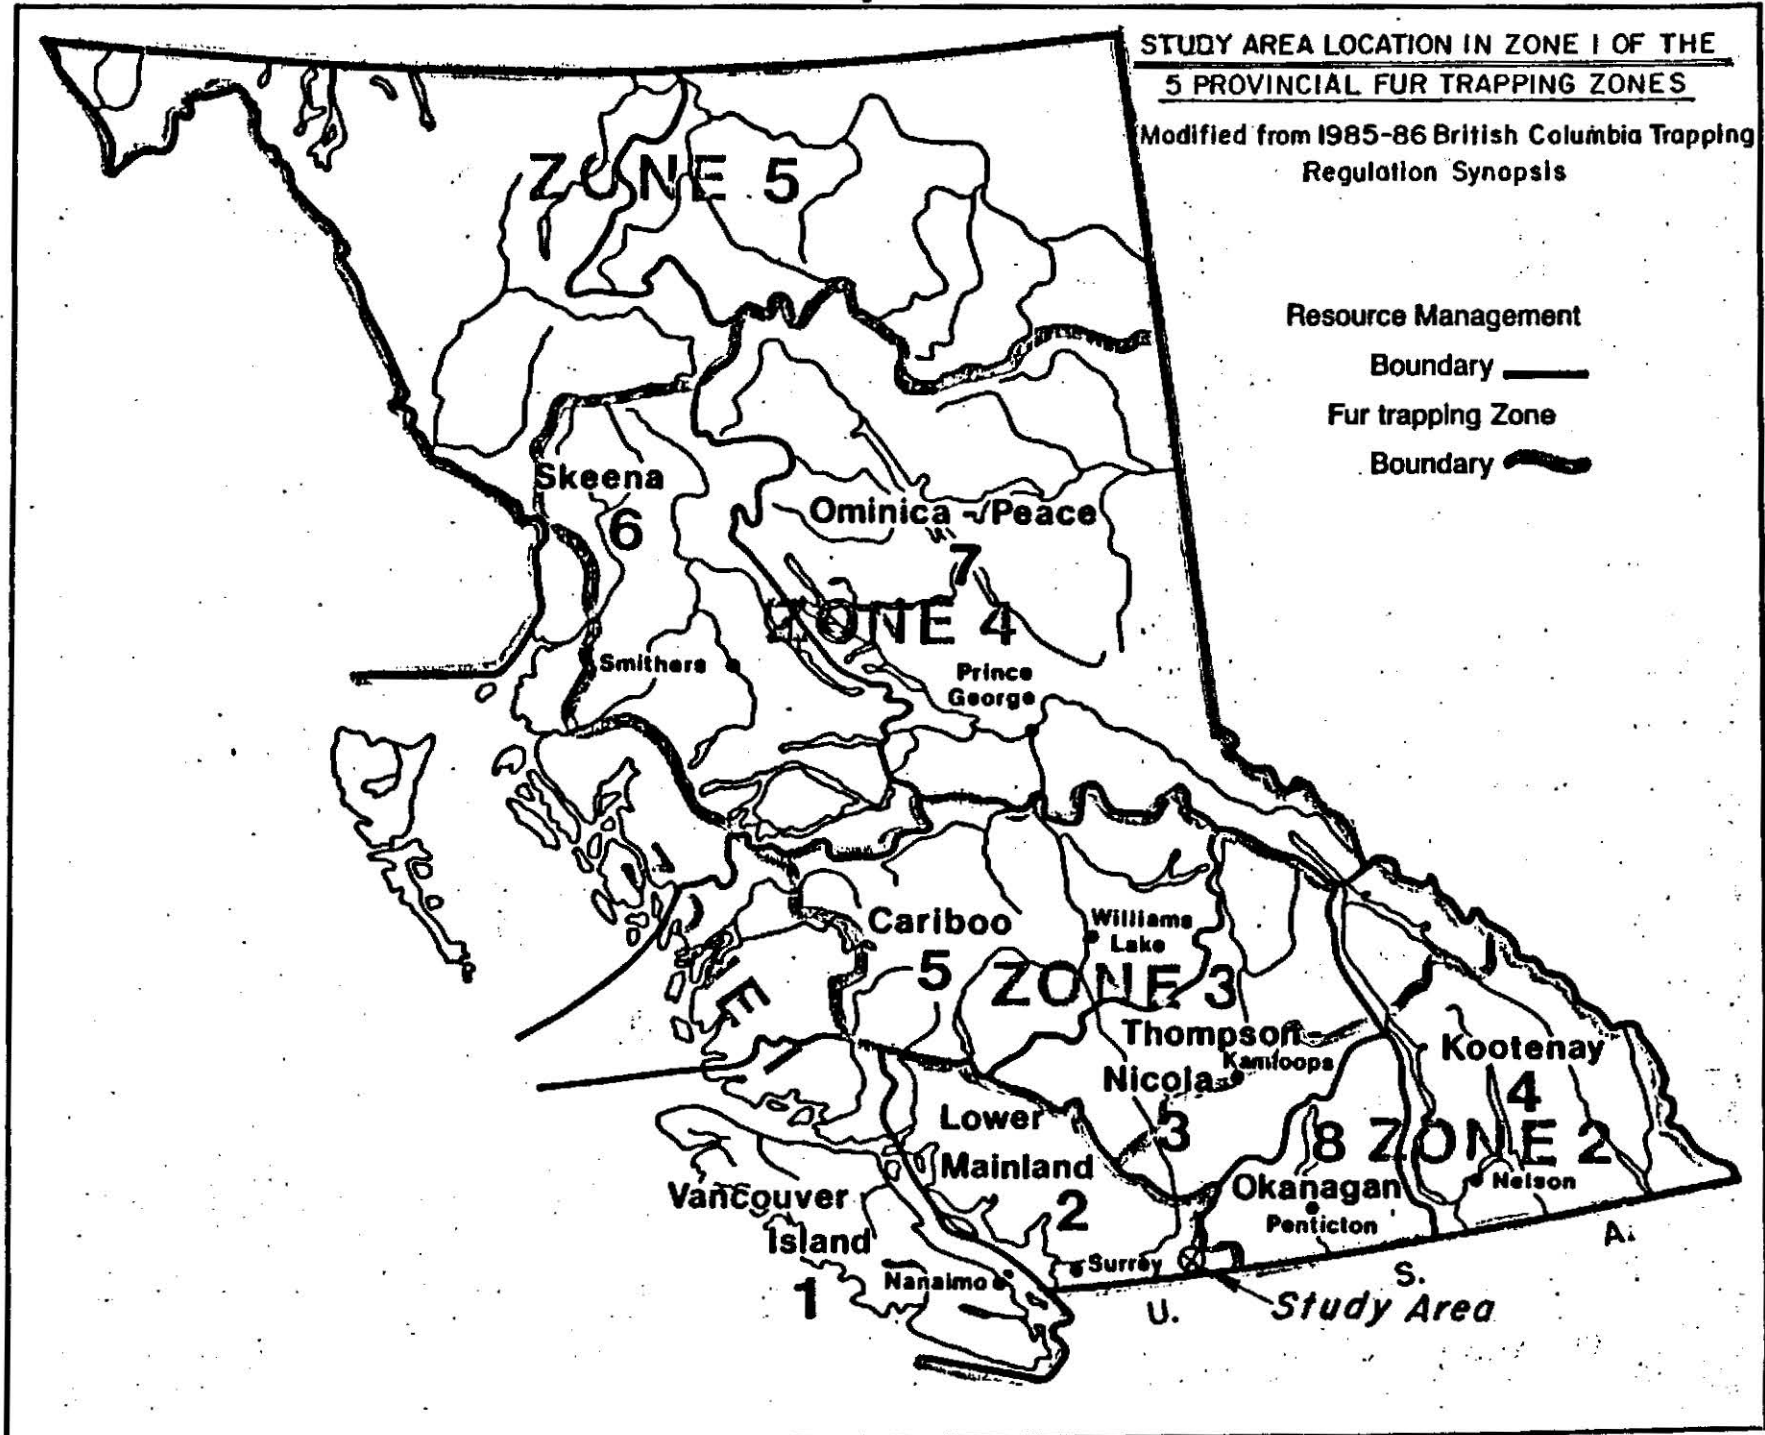 STUDY AREA LOCATION IN ZONE 1 OF THE
5 PROVINCIAL FUR TRAPPING ZONES
Modified from 1985-86 British Columbia Trapping
Regulation Synopsis
Resource Management
Boundary
Fur trapping Zone
Boundary
ZONE 5
Skeena
6
Ominica - Peace
7
ZONE 4
Smithers
Prince
George
Cariboo
5
Williams
Lake
ZONE 3
Thompson-
Kamloops
Nicola
3
Kootenay
4
ZONE 2
8
Okanagan
Nelson
Penticton
Lower
Mainland
2
Vancouver
Island
1
Nanaimo
Surrey
Study Area
U.
S.
A.